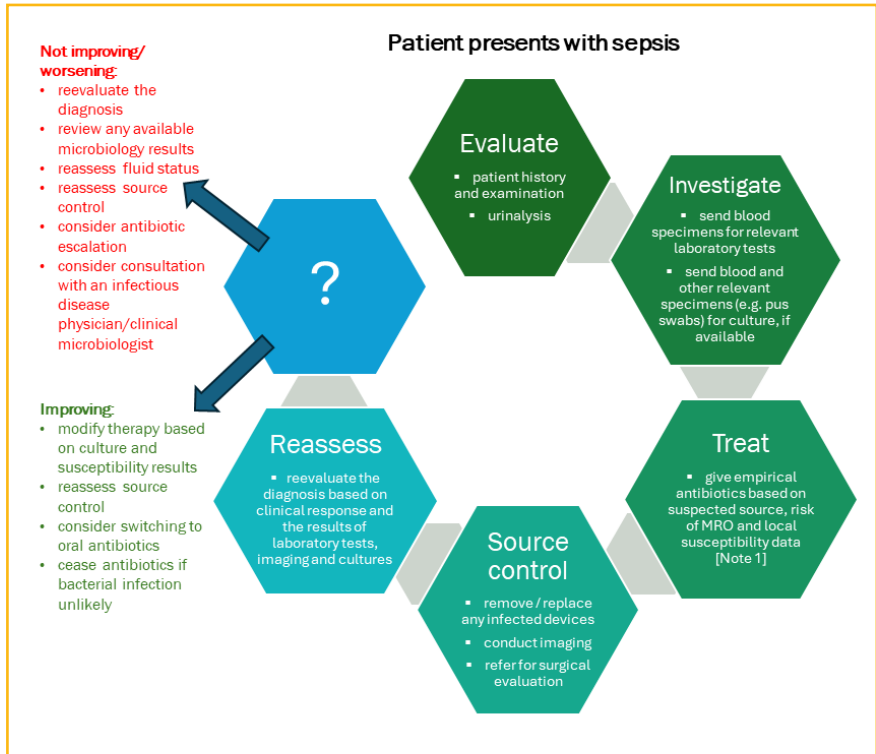 Patient presents with sepsis
Evaluate
▪ patient history
and examination
▪ urinalysis
Investigate
▪ send blood
specimens for relevant
laboratory tests
▪ send blood and
other relevant
specimens (e.g. pus
swabs) for culture, if
available
Treat
▪ give empirical
antibiotics based on
suspected source, risk
of MRO and local
susceptibility data
[Note 1]
Source
control
▪ remove / replace
any infected devices
▪ conduct imaging
▪ refer for surgical
evaluation
Reassess
▪ reevaluate the
diagnosis based on
clinical response and
the results of
laboratory tests,
imaging and cultures
?
Not improving/
worsening:
• reevaluate the
diagnosis
• review any available
microbiology results
• reassess fluid status
• reassess source
control
• consider antibiotic
escalation
• consider consultation
with an infectious
disease
physician/clinical
microbiologist
Improving:
• modify therapy based
on culture and
susceptibility results
• reassess source
control
• consider switching to
oral antibiotics
• cease antibiotics if
bacterial infection
unlikely